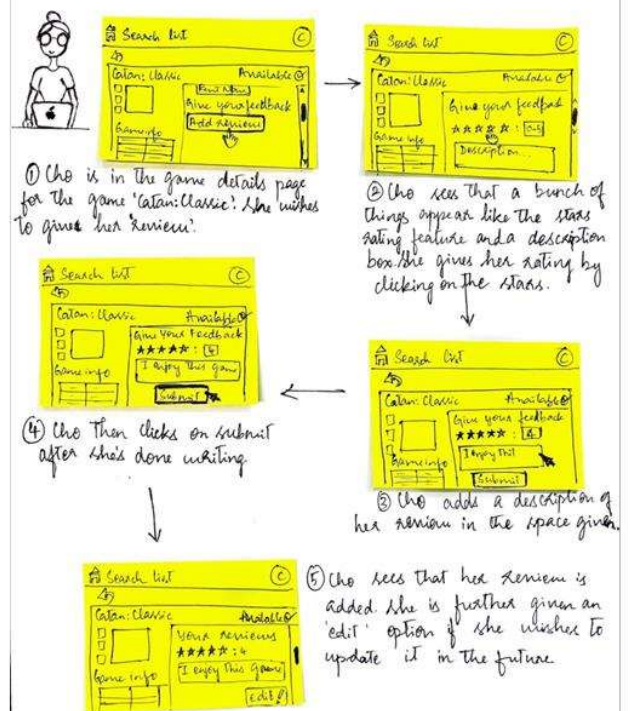 Search list C
Catan: Classic Available
Rent Now
Give your feedback
Add review
Game info
① Cho is in the game details page
for the game 'Catan: Classic'. She wishes
to give her 'review'.
Search list C
Catan: Classic Available
Give your feedback
Game info
Description...
② Cho sees that a bunch of
things appear like the stars
rating feature and a description
box. She gives her rating by
clicking on the stars.
Search list C
Catan: Classic Available
Give your feedback
: 4
Game info
I enjoy this
Submit
③ Cho adds a description of
her review in the space given.
Search list C
Catan: Classic Available
Give Your Feedback
: 4
Game info
I enjoy this game
Submit
④ Cho then clicks on submit
after she's done writing
Search list C
Catan: Classic Available
Your reviews
: 4
Game info
I enjoy this game
Edit
⑤ Cho sees that her review is
added. She is further given an
'edit' option if she wishes to
update it in the future